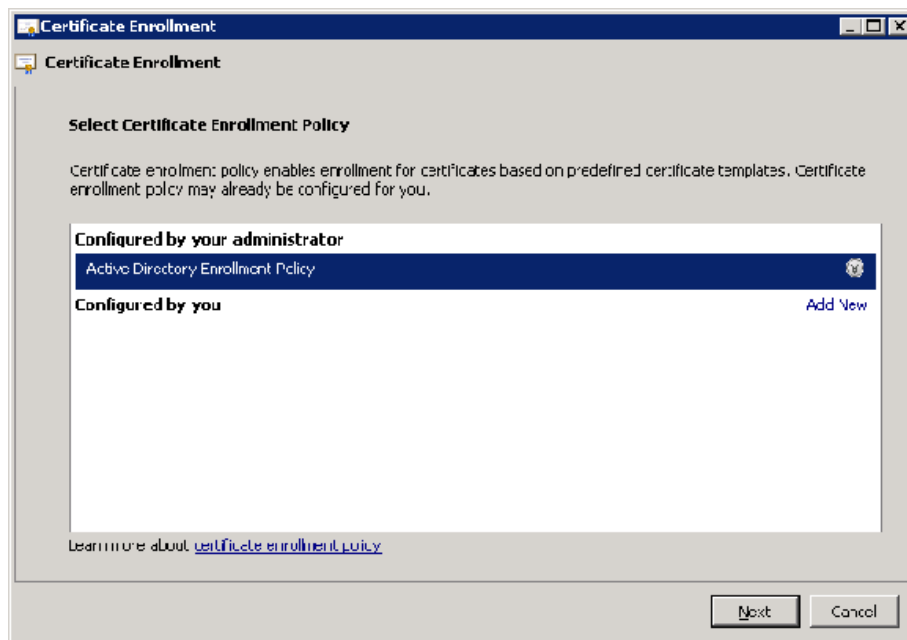 Certificate Enrollment
Certificate Enrollment
Select Certificate Enrollment Policy
Certificate enrollment policy enables enrollment for certificates based on predefined certificate templates. Certificate
enrollment policy may already be configured for you.
Configured by your administrator
Active Directory Enrollment Policy
Configured by you
Add New
Learn more about certificate enrollment policy
Next
Cancel